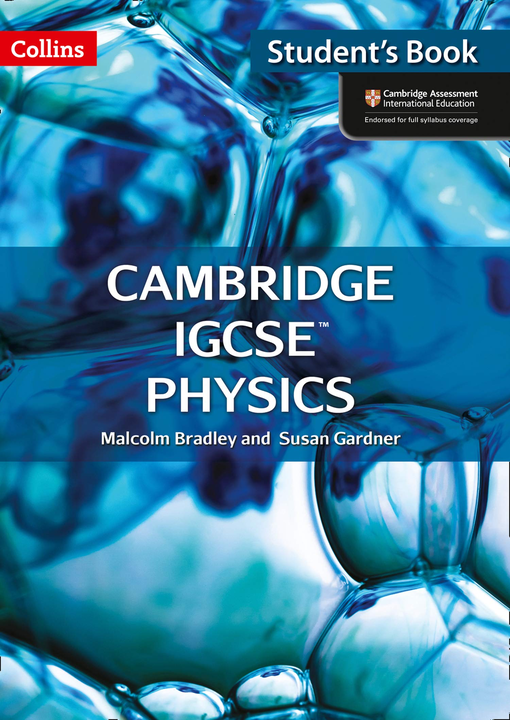 Collins
Student's Book
Cambridge Assessment
International Education
Endorsed for full syllabus coverage
CAMBRIDGE
IGCSE™
PHYSICS
Malcolm Bradley and Susan Gardner